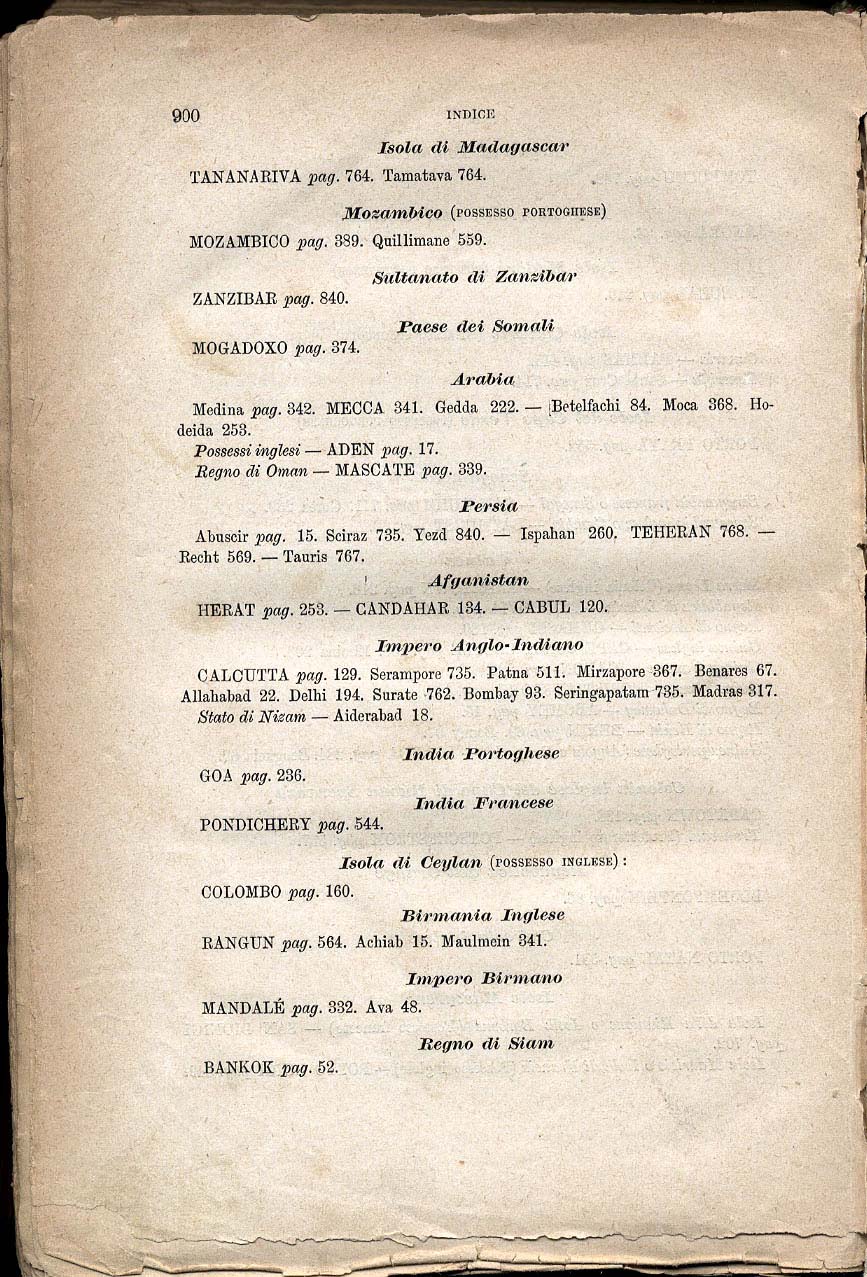 900
INDICE
Isola di Madagascar
TANANARIVA pag. 764. Tamatava 764.
Mozambico (POSSESSO PORTOGHESE)
MOZAMBICO pag. 389. Quillimane 559.
Sultanato di Zanzibar
ZANZIBAR pag. 840.
Paese dei Somali
MOGADOXO pag. 374.
Arabia
Medina pag. 342. MECCA 341. Gedda 222. — Betelfachi 84. Moca 368. Ho-
deida 253.
Possessi inglesi — ADEN pag. 17.
Regno di Oman — MASCATE pag. 339.
Persia
Abuscir pag. 15. Sciraz 735. Yezd 840. — Ispahan 260. TEHERAN 768. —
Recht 569. — Tauris 767.
Afganistan
HERAT pag. 253. — CANDAHAR 134. — CABUL 120.
Impero Anglo-Indiano
CALCUTTA pag. 129. Serampore 735. Patna 511. Mirzapore 367. Benares 67.
Allahabad 22. Delhi 194. Surate 762. Bombay 93. Seringapatam 735. Madras 317.
Stato di Nizam — Aiderabad 18.
India Portoghese
GOA pag. 236.
India Francese
PONDICHERY pag. 544.
Isola di Ceylan (POSSESSO INGLESE) :
COLOMBO pag. 160.
Birmania Inglese
RANGUN pag. 564. Achiab 15. Maulmein 341.
Impero Birmano
MANDALÉ pag. 332. Ava 48.
Regno di Siam
BANKOK pag. 52.